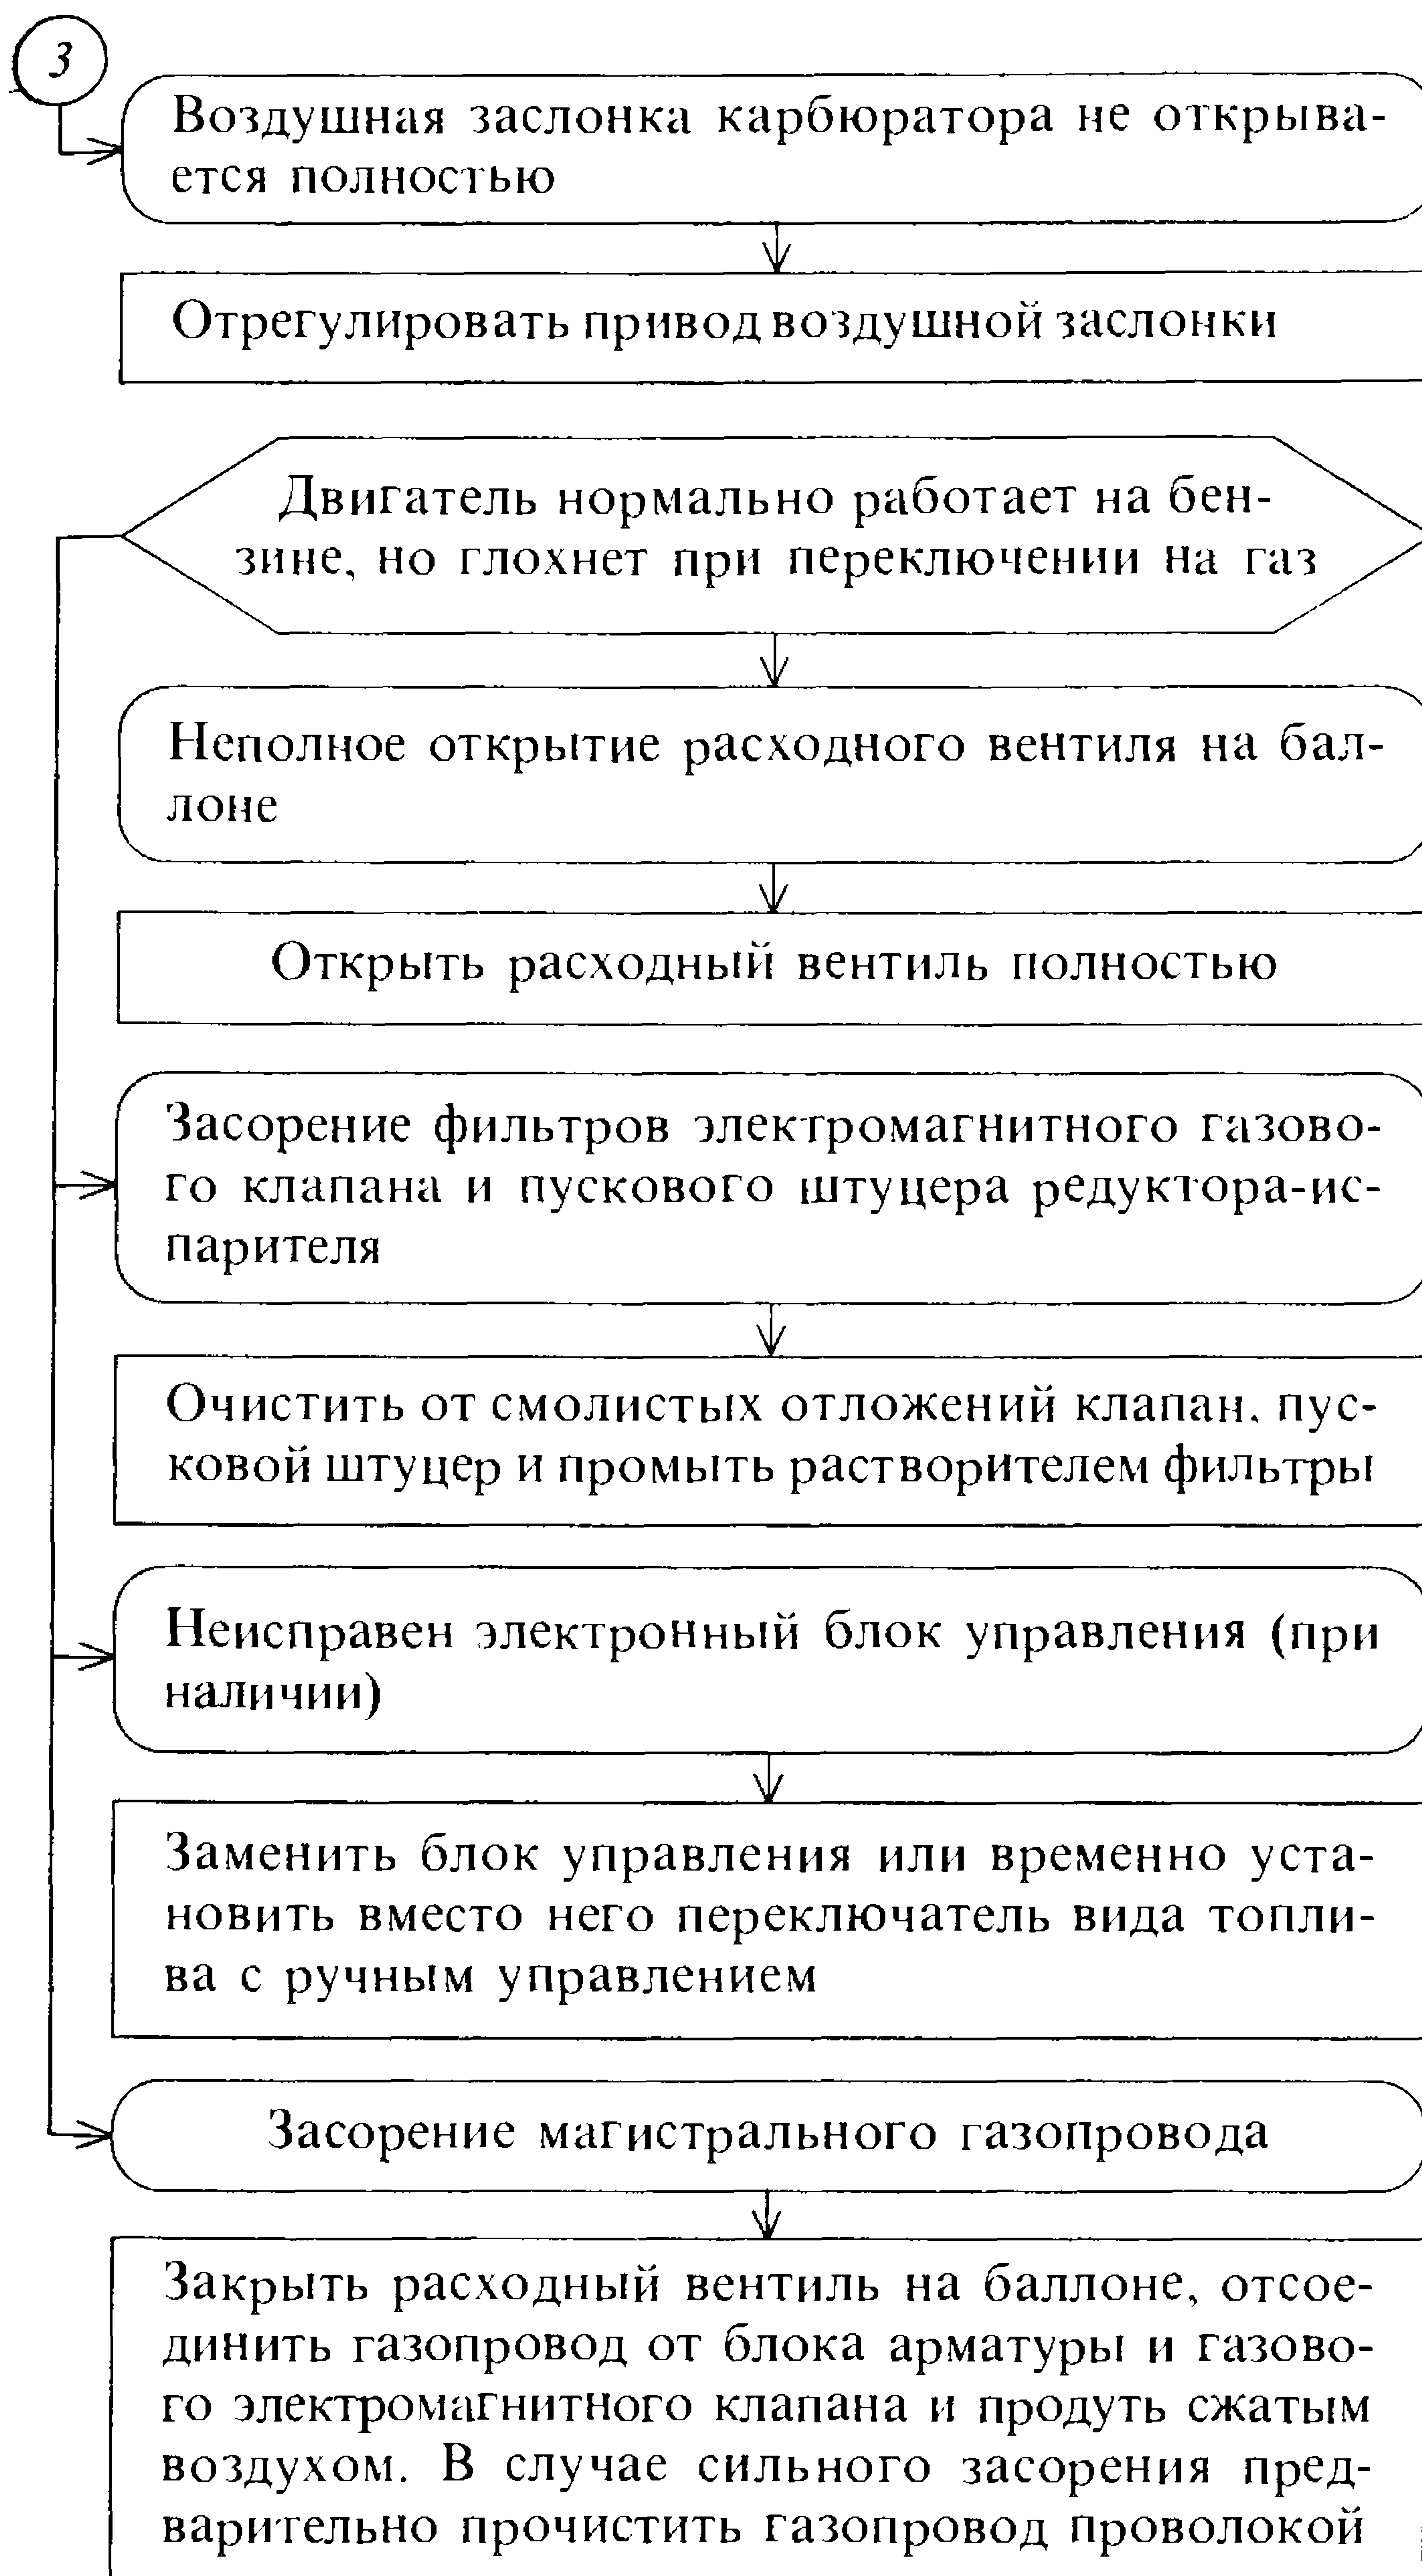 3
Воздушная заслонка карбюратора не открыва-
ется полностью
Отрегулировать привод воздушной заслонки
Двигатель нормально работает на бен-
зине, но глохнет при переключении на газ
Неполное открытие расходного вентиля на бал-
лоне
Открыть расходный вентиль полностью
Засорение фильтров электромагнитного газово-
го клапана и пускового штуцера редуктора-ис-
парителя
Очистить от смолистых отложений клапан, пус-
ковой штуцер и промыть растворителем фильтры
Неисправен электронный блок управления (при
наличии)
Заменить блок управления или временно уста-
новить вместо него переключатель вида топли-
ва с ручным управлением
Засорение магистрального газопровода
Закрыть расходный вентиль на баллоне, отсое-
динить газопровод от блока арматуры и газово-
го электромагнитного клапана и продуть сжатым
воздухом. В случае сильного засорения пред-
варительно прочистить газопровод проволокой